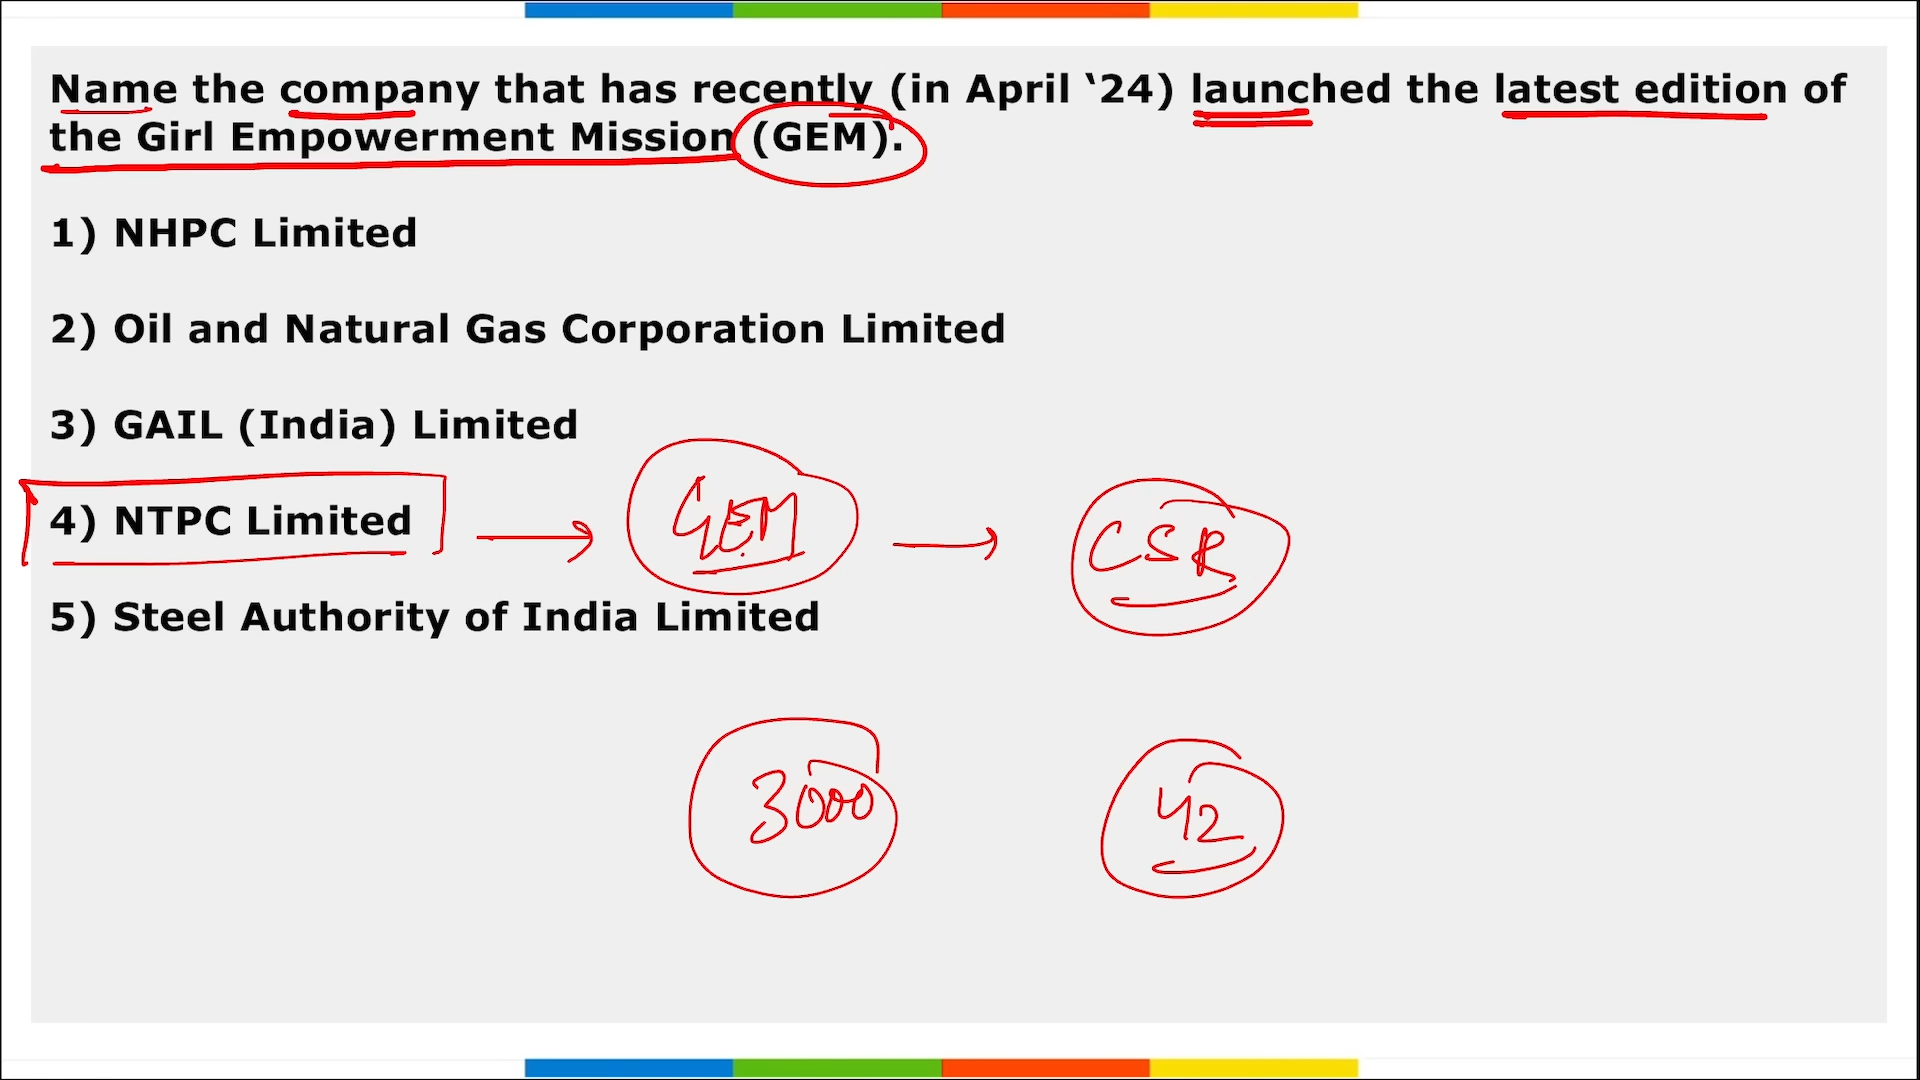 Name the company that has recently (in April ‘24) launched the latest edition of
the Girl Empowerment Mission (GEM).
1) NHPC Limited
2) Oil and Natural Gas Corporation Limited
3) GAIL (India) Limited
4) NTPC Limited → GEM → CSR
5) Steel Authority of India Limited
3000 42